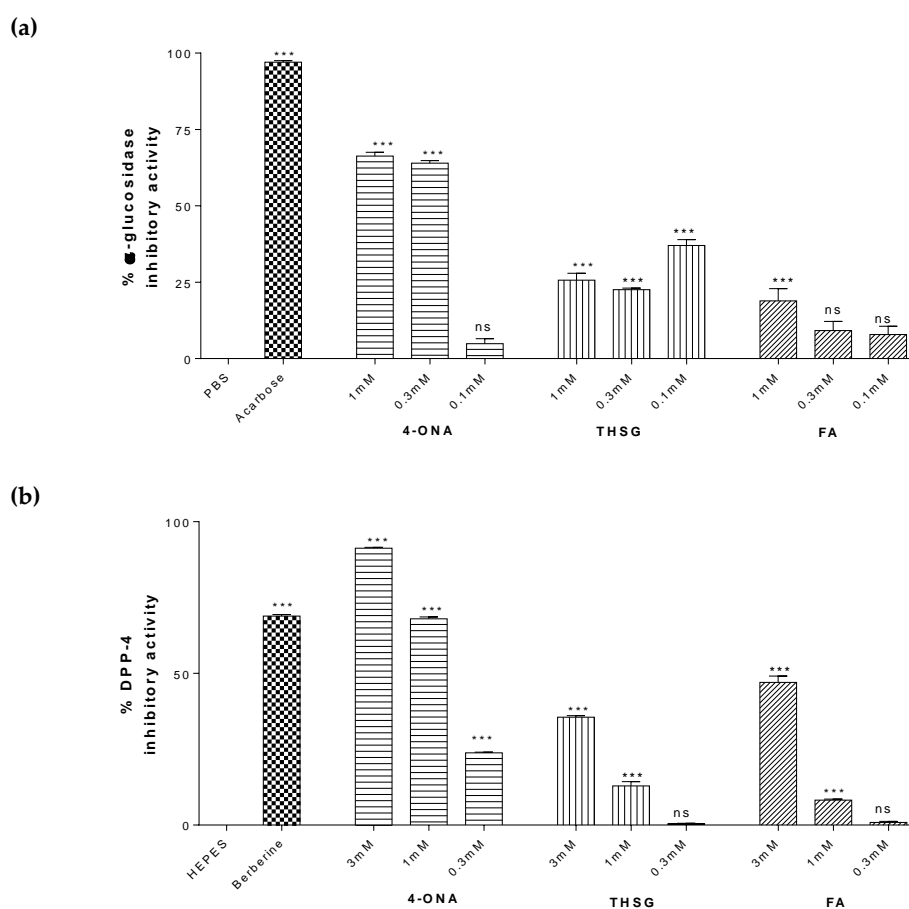 (a)
100
75
50
25
0
% α-glucosidase
inhibitory activity
***
***
***
ns
***
***
***
***
ns
ns
PBS
Acarbose
1mM
0.3mM
0.1mM
1mM
0.3mM
0.1mM
1mM
0.3mM
0.1mM
4-ONA
THSG
FA
(b)
100
50
0
% DPP-4
inhibitory activity
***
***
***
***
***
***
ns
***
***
ns
HEPES
Berberine
3mM
1mM
0.3mM
3mM
1mM
0.3mM
3mM
1mM
0.3mM
4-ONA
THSG
FA